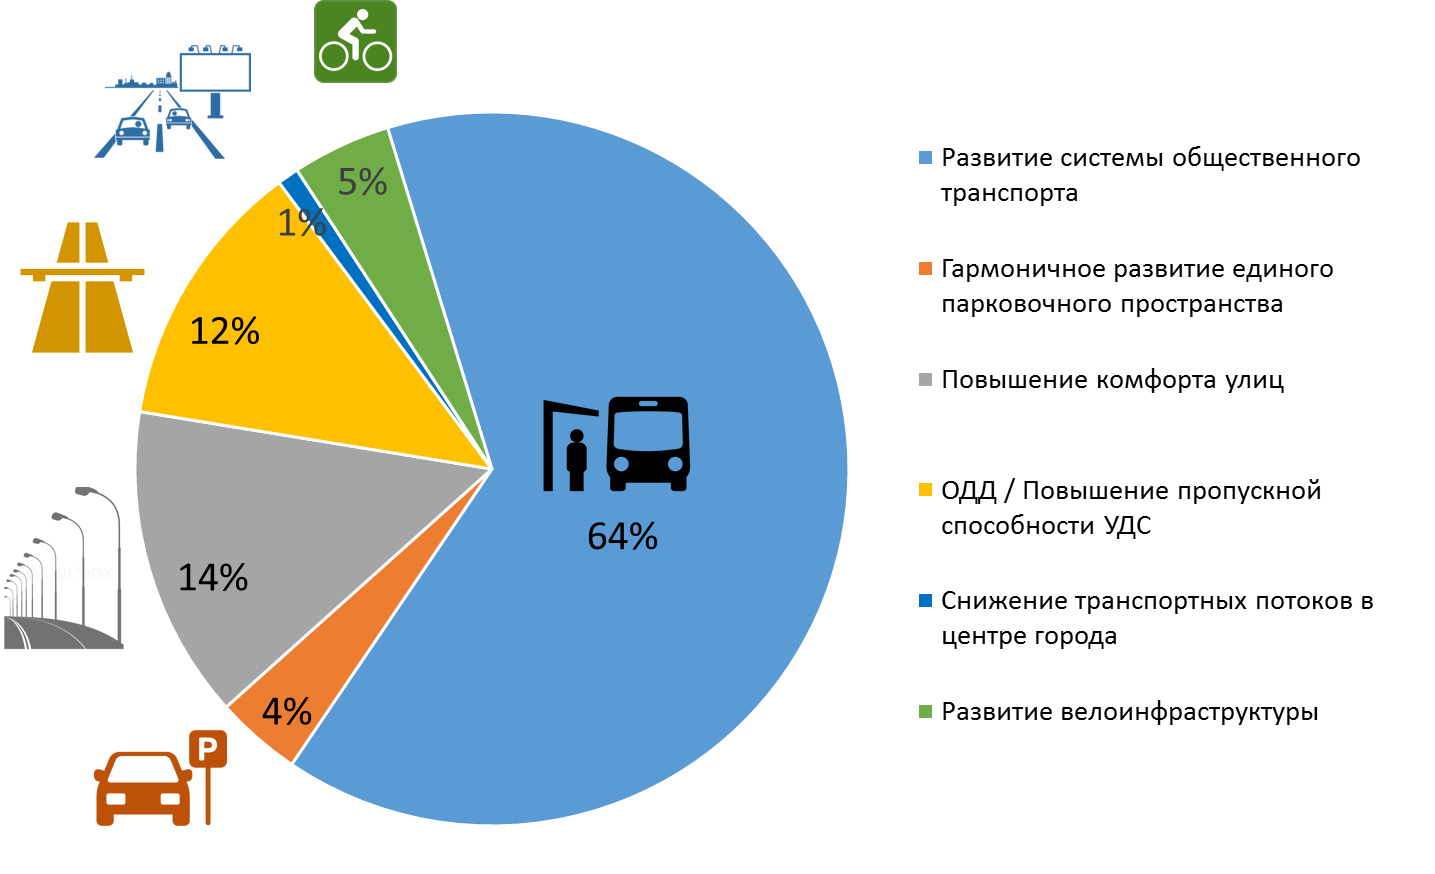 5%
1%
12%
64%
14%
4%
P
Развитие системы общественного
транспорта
Гармоничное развитие единого
парковочного пространства
Повышение комфорта улиц
ОДД / Повышение пропускной
способности УДС
Снижение транспортных потоков в
центре города
Развитие велоинфраструктуры